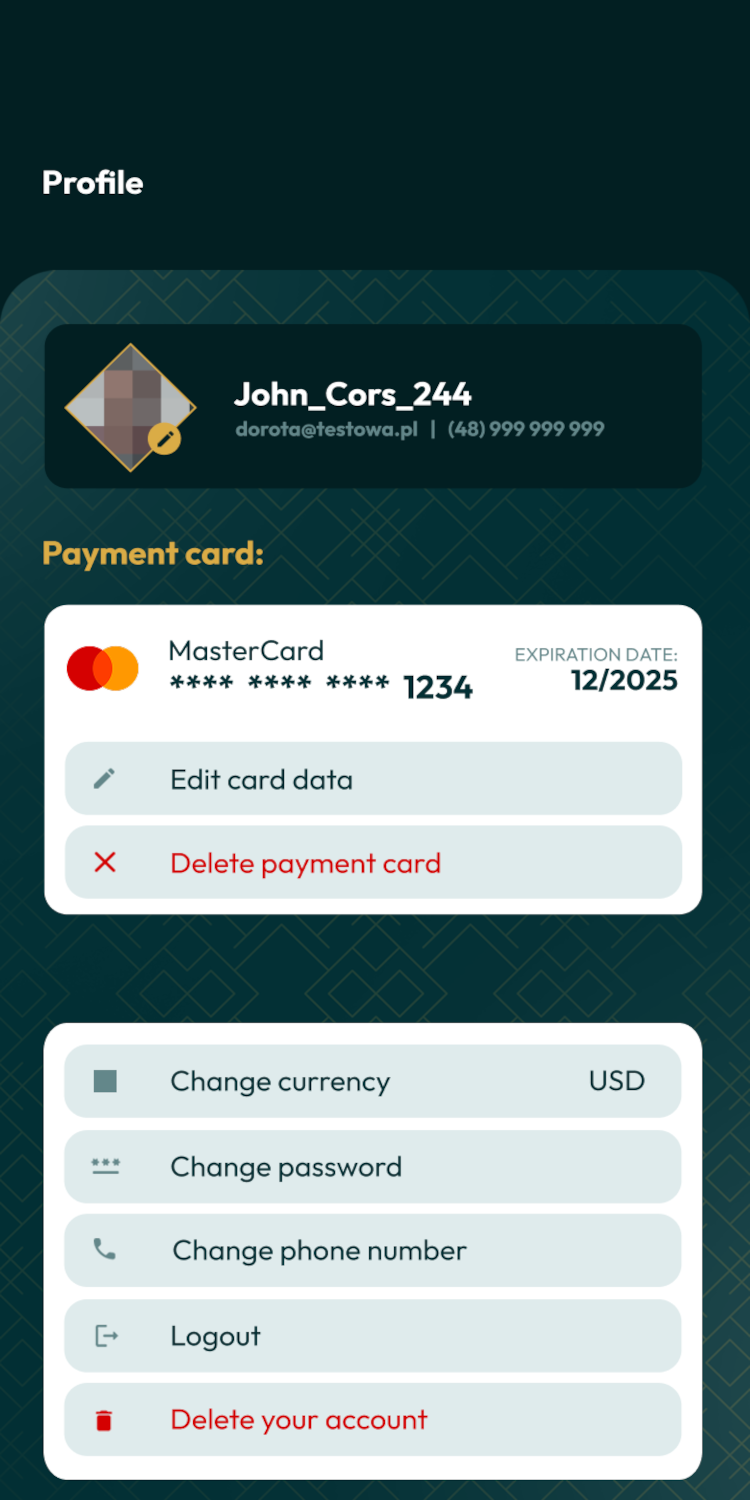 Profile
John_Cors_244
dorota@testowa.pl | (48) 999 999 999
Payment card:
MasterCard
**** **** **** 1234
EXPIRATION DATE:
12/2025
Edit card data
Delete payment card
Change currency USD
Change password
Change phone number
Logout
Delete your account